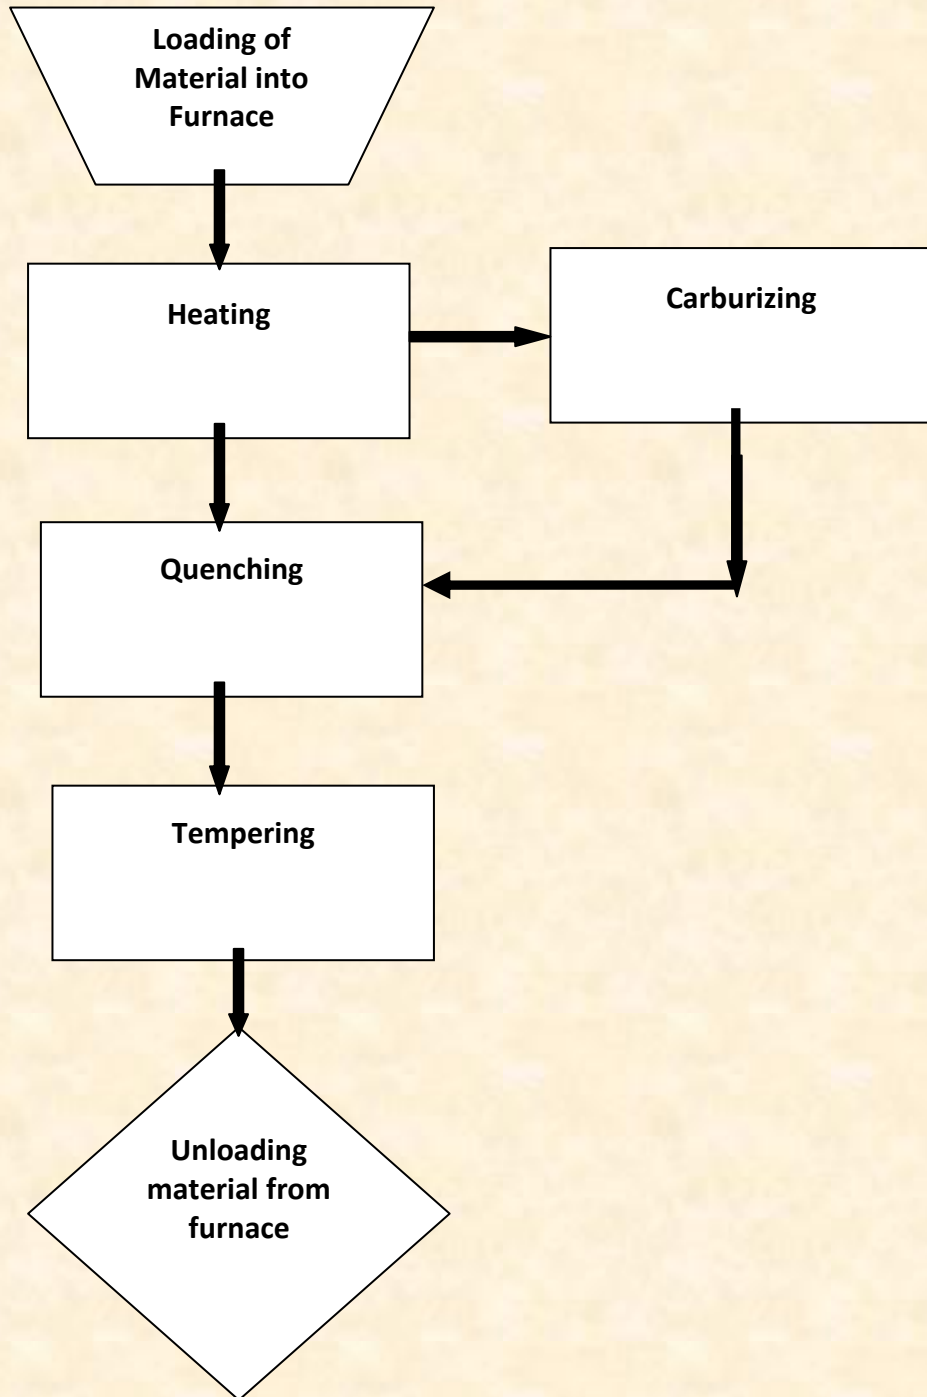 Loading of
Material into
Furnace
Heating
Carburizing
Quenching
Tempering
Unloading
material from
furnace